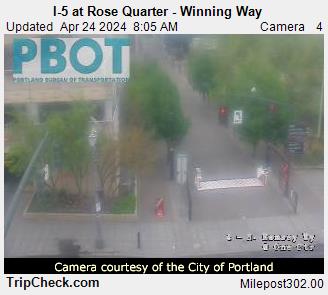 I-5 at Rose Quarter - Winning Way
Updated Apr 24 2024 8:05 AM Camera 4
PBOT
PORTLAND BUREAU OF TRANSPORTATION
Camera courtesy of the City of Portland
TripCheck.com Milepost302.00